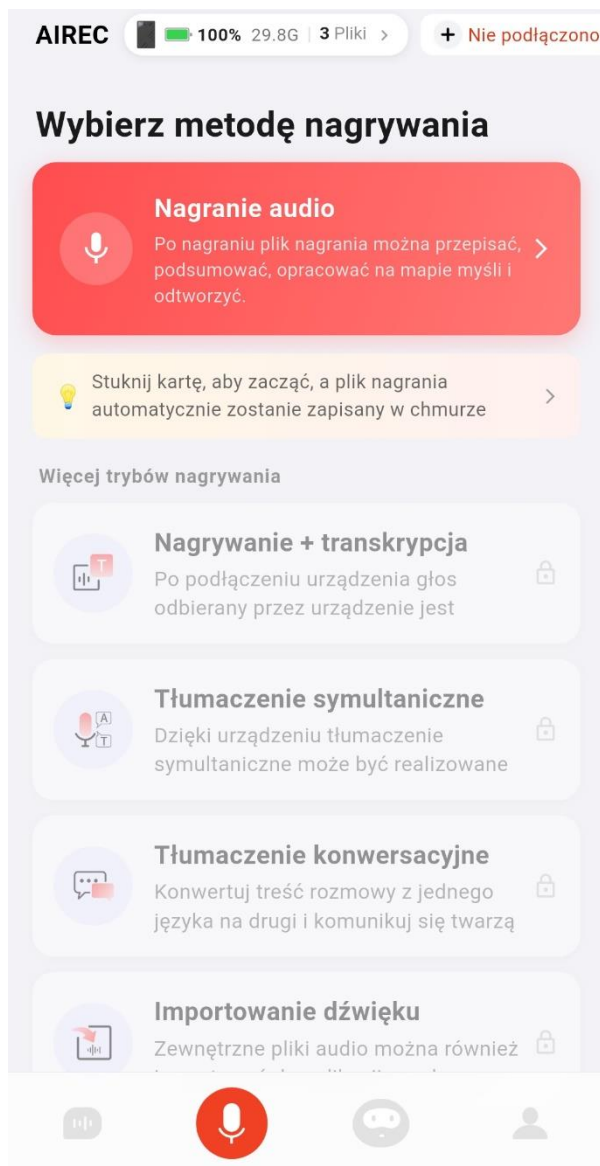 AIREC 100% 29.8G | 3 Pliki > + Nie podłączono
Wybierz metodę nagrywania
Nagranie audio
Po nagraniu plik nagrania można przepisać,
podsumować, opracować na mapie myśli i
odtworzyć.
Stuknij kartę, aby zacząć, a plik nagrania
automatycznie zostanie zapisany w chmurze
Więcej trybów nagrywania
Nagrywanie + transkrypcja
Po podłączeniu urządzenia głos
odbierany przez urządzenie jest
Tłumaczenie symultaniczne
Dzięki urządzeniu tłumaczenie
symultaniczne może być realizowane
Tłumaczenie konwersacyjne
Konwertuj treść rozmowy z jednego
języka na drugi i komunikuj się twarzą
Importowanie dźwięku
Zewnętrzne pliki audio można również